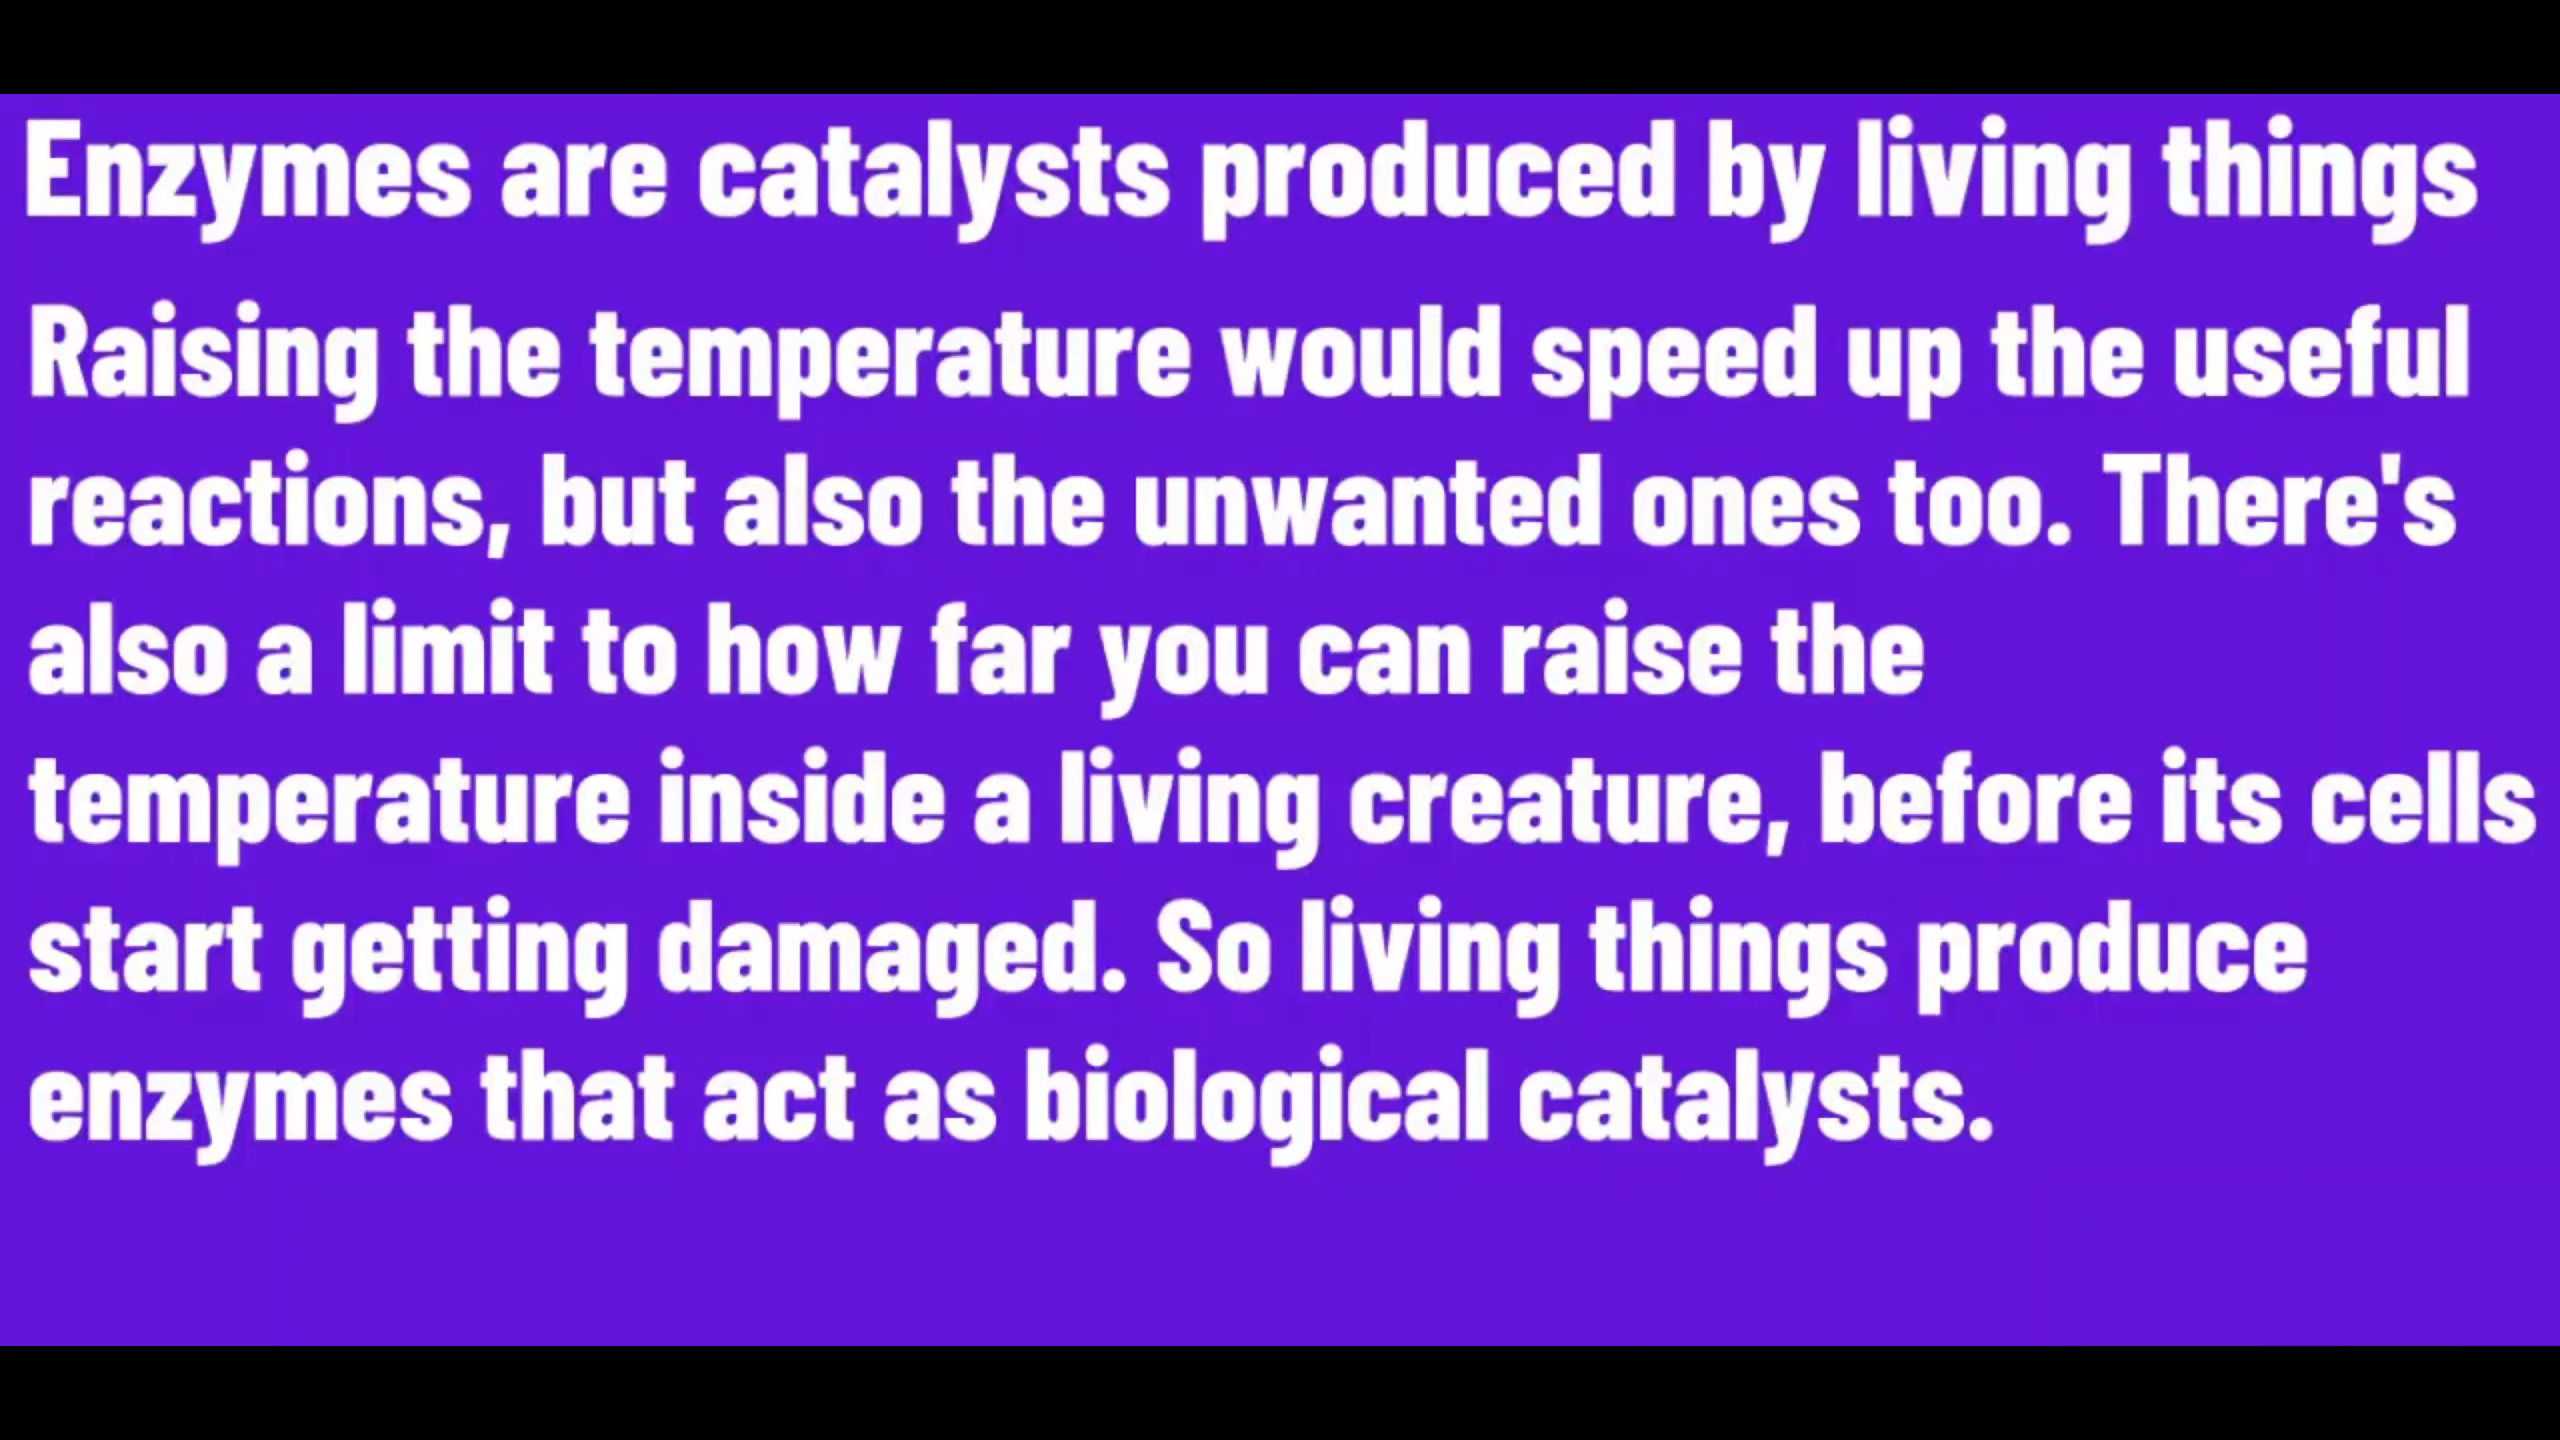 Enzymes are catalysts produced by living things
Raising the temperature would speed up the useful
reactions, but also the unwanted ones too. There's
also a limit to how far you can raise the
temperature inside a living creature, before its cells
start getting damaged. So living things produce
enzymes that act as biological catalysts.